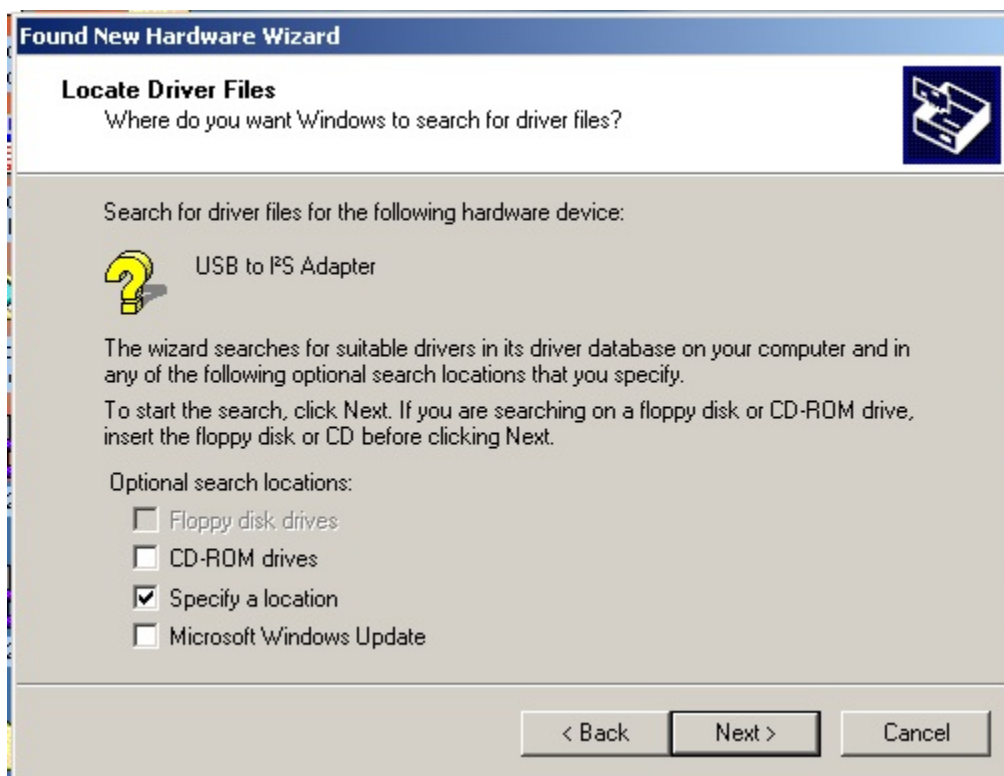 Found New Hardware Wizard
Locate Driver Files
Where do you want Windows to search for driver files?
Search for driver files for the following hardware device:
USB to I²S Adapter
The wizard searches for suitable drivers in its driver database on your computer and in
any of the following optional search locations that you specify.
To start the search, click Next. If you are searching on a floppy disk or CD-ROM drive,
insert the floppy disk or CD before clicking Next.
Optional search locations:
Floppy disk drives
CD-ROM drives
Specify a location
Microsoft Windows Update
< Back Next > Cancel